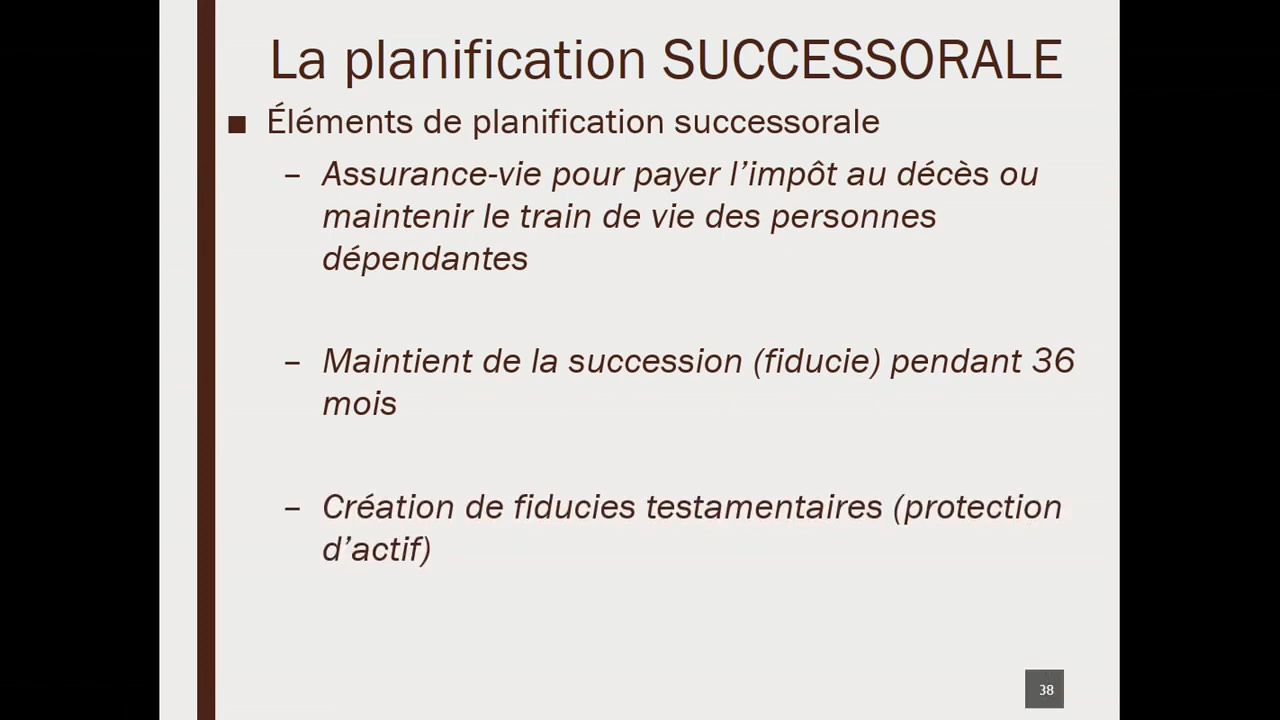 La planification SUCCESSORALE
■ Éléments de planification successorale
– Assurance-vie pour payer l’impôt au décès ou
maintenir le train de vie des personnes
dépendantes
– Maintient de la succession (fiducie) pendant 36
mois
– Création de fiducies testamentaires (protection
d’actif)
38